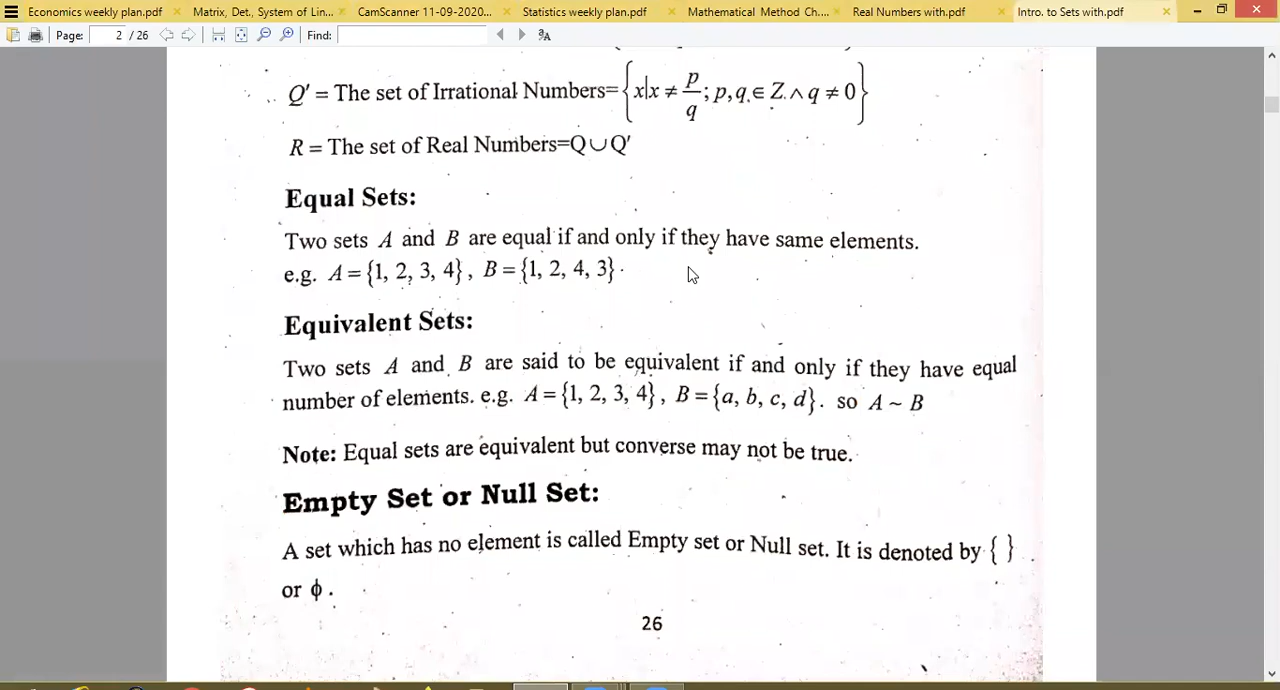 Economics weekly plan.pdf × Matrix, Det., System of Lin... × CamScanner 11-09-2020... × Statistics weekly plan.pdf × Mathematical Method Ch.... × Real Numbers with.pdf × Intro. to Sets with.pdf ×
Page: 2 / 26 Find:
Q′ = The set of Irrational Numbers={x|x ≠ p/q ; p,q ∈ Z ∧ q ≠ 0}
R = The set of Real Numbers=Q∪Q′
Equal Sets:
Two sets A and B are equal if and only if they have same elements.
e.g. A = {1, 2, 3, 4} , B = {1, 2, 4, 3}
Equivalent Sets:
Two sets A and B are said to be equivalent if and only if they have equal
number of elements. e.g. A = {1, 2, 3, 4} , B = {a, b, c, d} . so A ~ B
Note: Equal sets are equivalent but converse may not be true.
Empty Set or Null Set:
A set which has no element is called Empty set or Null set. It is denoted by { }
or ϕ .
26